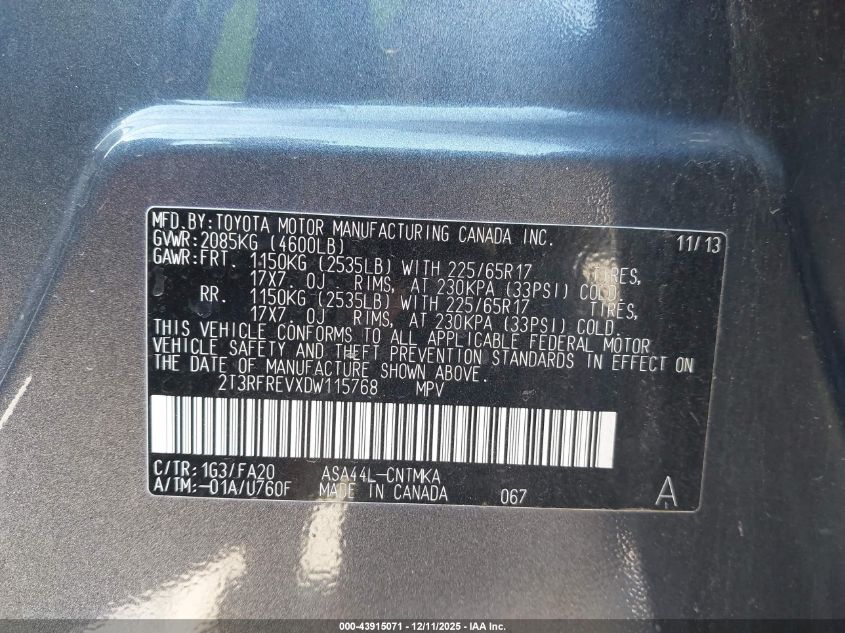 MFD. BY: TOYOTA MOTOR MANUFACTURING CANADA INC. 11/13
GVWR: 2085KG (4600LB)
GAWR: FRT. 1150KG (2535LB) WITH 225/65R17 TIRES,
17X7. 0J RIMS, AT 230KPA (33PSI) COLD.
RR. 1150KG (2535LB) WITH 225/65R17 TIRES,
17X7. 0J RIMS, AT 230KPA (33PSI) COLD.
THIS VEHICLE CONFORMS TO ALL APPLICABLE FEDERAL MOTOR
VEHICLE SAFETY AND THEFT PREVENTION STANDARDS IN EFFECT ON
THE DATE OF MANUFACTURE SHOWN ABOVE.
2T3RFREVXDW115768 MPV
C/TR: 1G3/FA20 ASA44L-CNTMKA
A/TM: -01A/U760F MADE IN CANADA 067 A
000-43915071 - 12/11/2025 - IAA Inc.